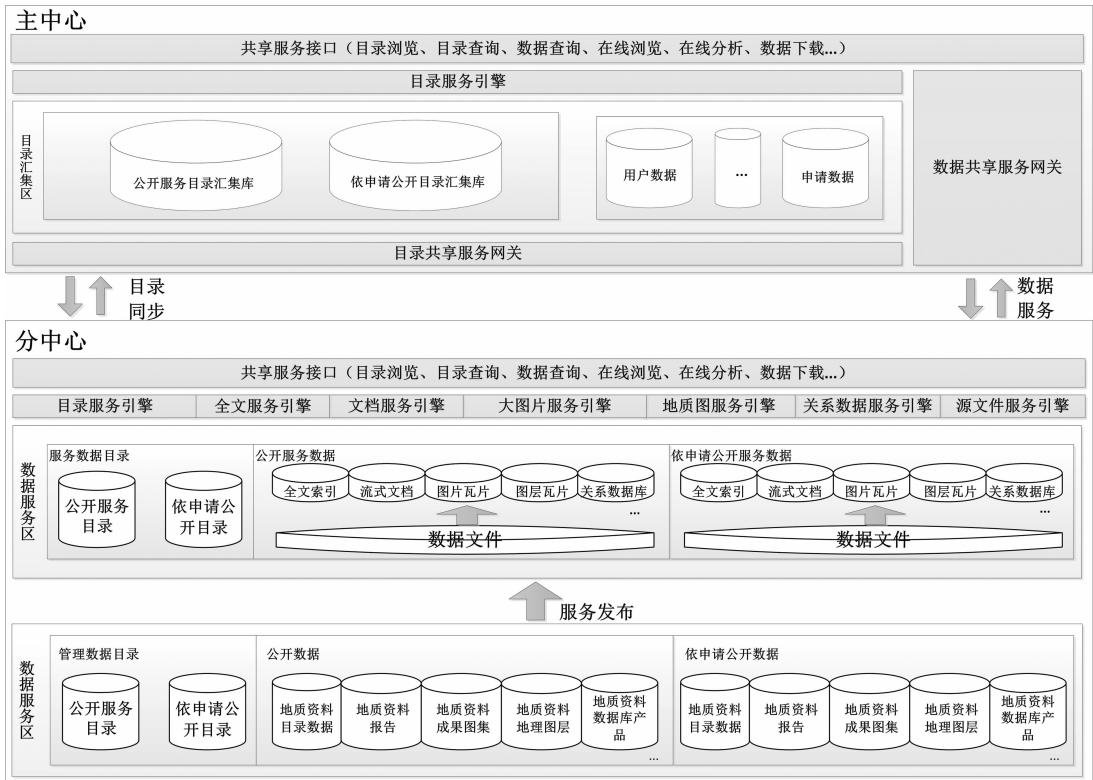 主中心
共享服务接口（目录浏览、目录查询、数据查询、在线浏览、在线分析、数据下载...）
目录服务引擎
目录汇集区
公开服务目录汇集库
依申请公开目录汇集库
用户数据
...
申请数据
数据共享服务网关
目录共享服务网关
目录
同步
数据
服务
分中心
共享服务接口（目录浏览、目录查询、数据查询、在线浏览、在线分析、数据下载...）
目录服务引擎
全文服务引擎
文档服务引擎
大图片服务引擎
地质图服务引擎
关系数据服务引擎
源文件服务引擎
数据服务区
服务数据目录
公开服务
目录
依申请公
开目录
公开服务数据
全文索引
流式文档
图片瓦片
图层瓦片
关系数据库
...
数据文件
依申请公开服务数据
全文索引
流式文档
图片瓦片
图层瓦片
关系数据库
...
数据文件
服务发布
数据服务区
管理数据目录
公开服务
目录
依申请公
开目录
公开数据
地质资料
目录数据
地质资料
报告
地质资料
成果图集
地质资料
地理图层
地质资料
数据库产
品
...
依申请公开数据
地质资料
目录数据
地质资料
报告
地质资料
成果图集
地质资料
地理图层
地质资料
数据库产
品
...